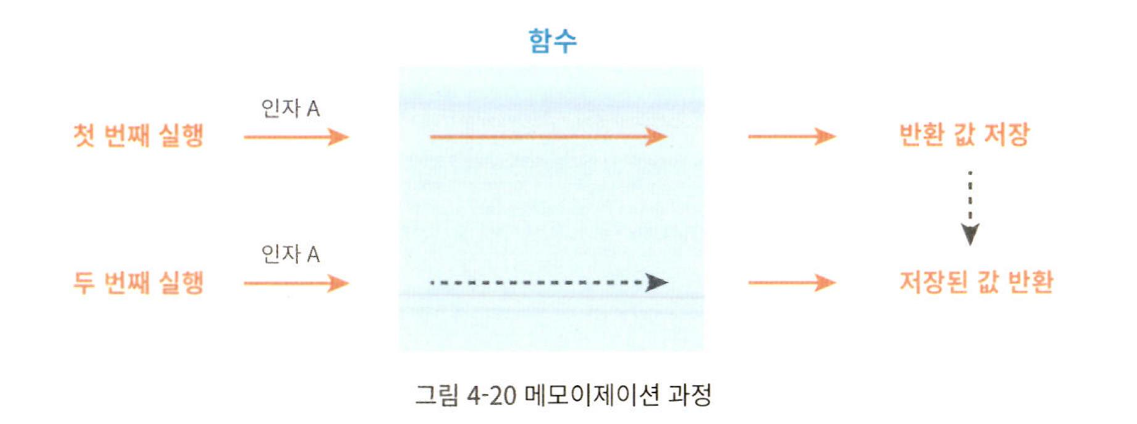 함수
인자 A
첫 번째 실행
반환 값 저장
인자 A
두 번째 실행
저장된 값 반환
그림 4-20 메모이제이션 과정